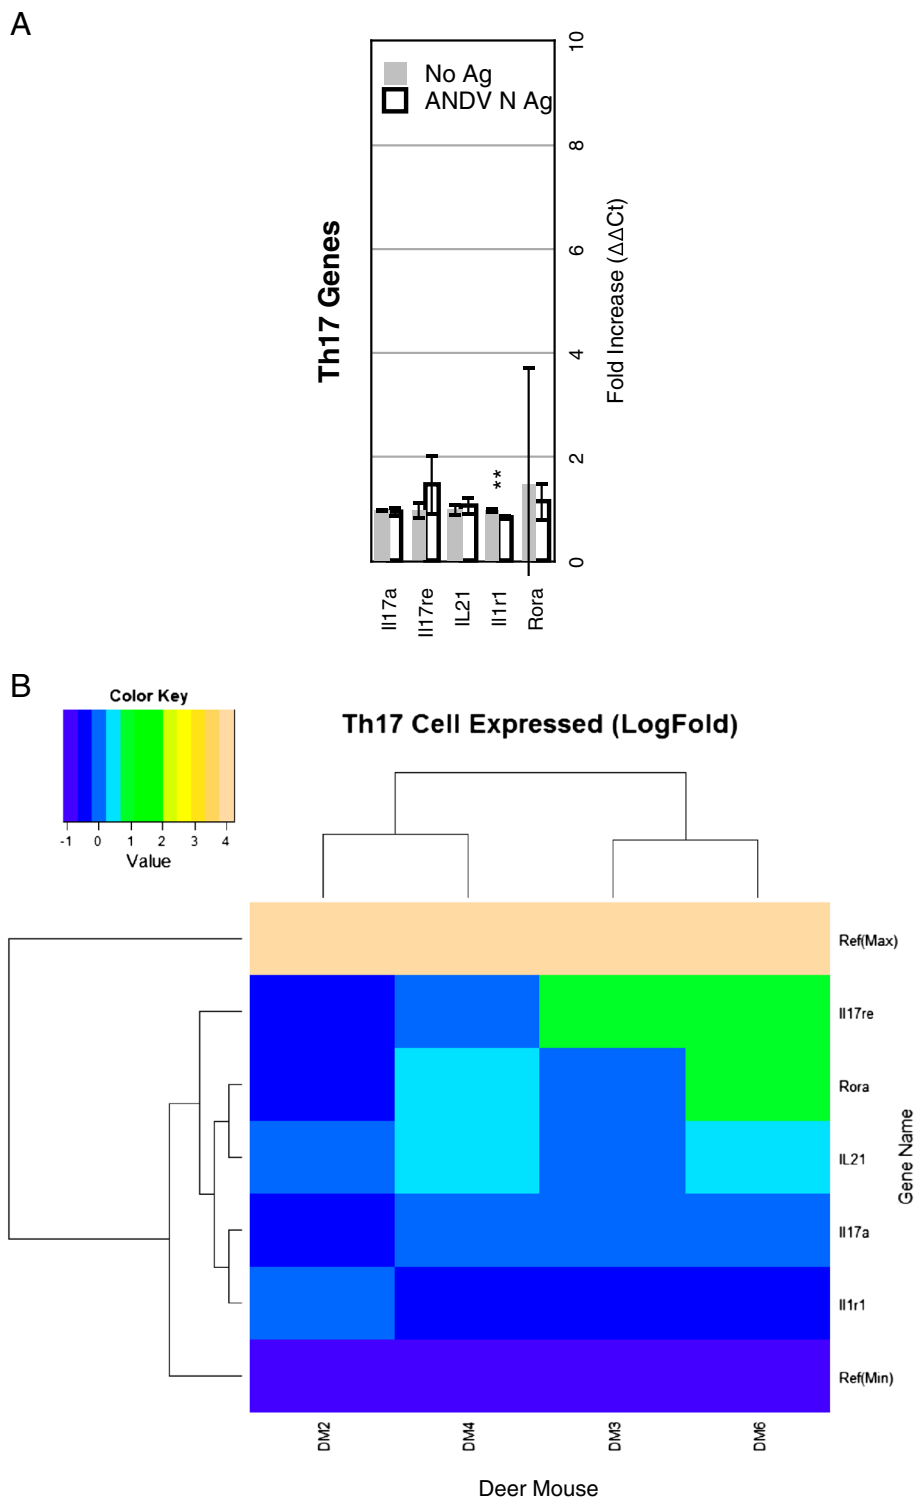 A
No Ag
ANDV N Ag
Th17 Genes
10
8
6
4
2
0
Fold Increase (ΔΔCt)
**
Il17a
Il17re
IL21
Il1r1
Rora
B
Color Key
-1 0 1 2 3 4
Value
Th17 Cell Expressed (LogFold)
Ref(Max)
Il17re
Rora
IL21
Il17a
Il1r1
Ref(Min)
Gene Name
DM2 DM4 DM3 DM6
Deer Mouse